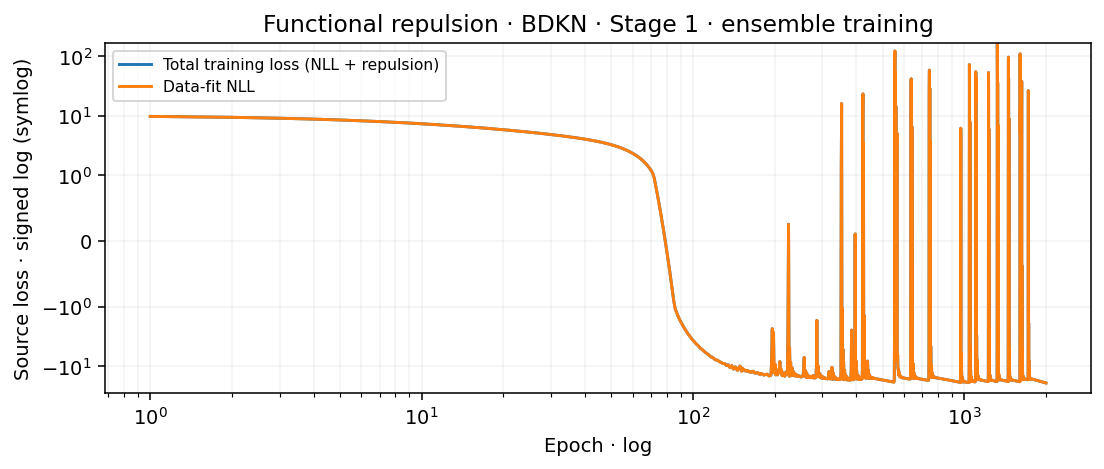 Functional repulsion · BDKN · Stage 1 · ensemble training
Total training loss (NLL + repulsion)
Data-fit NLL
Source loss · signed log (symlog)
10²
10¹
10⁰
0
−10⁰
−10¹
10⁰ 10¹ 10² 10³
Epoch · log